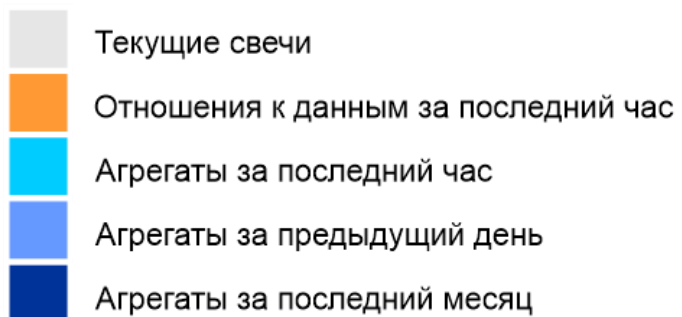 Текущие свечи
Отношения к данным за последний час
Агрегаты за последний час
Агрегаты за предыдущий день
Агрегаты за последний месяц